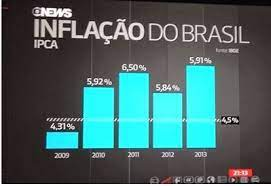 NEWS
INFLAÇÃO DO BRASIL
IPCA
fonte: IBGE
6,50%
5,92%
5,84%
5,91%
4,31%
4,5%
2009 2010 2011 2012 2013
21:13